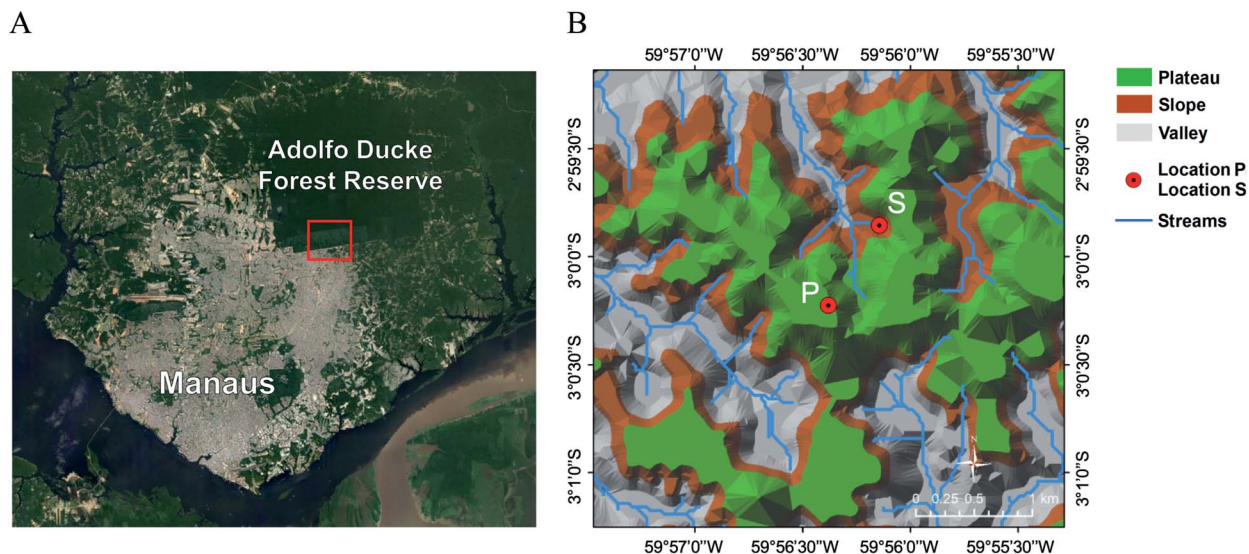 A
B
Adolfo Ducke
Forest Reserve
Manaus
59°57'0"W
59°56'30"W
59°56'0"W
59°55'30"W
2°59'30"S
3°0'0"S
3°0'30"S
3°1'0"S
S
P
N
0 0.25 0.5 1 km
59°57'0"W
59°56'30"W
59°56'0"W
59°55'30"W
2°59'30"S
3°0'0"S
3°0'30"S
3°1'0"S
Plateau
Slope
Valley
Location P
Location S
Streams